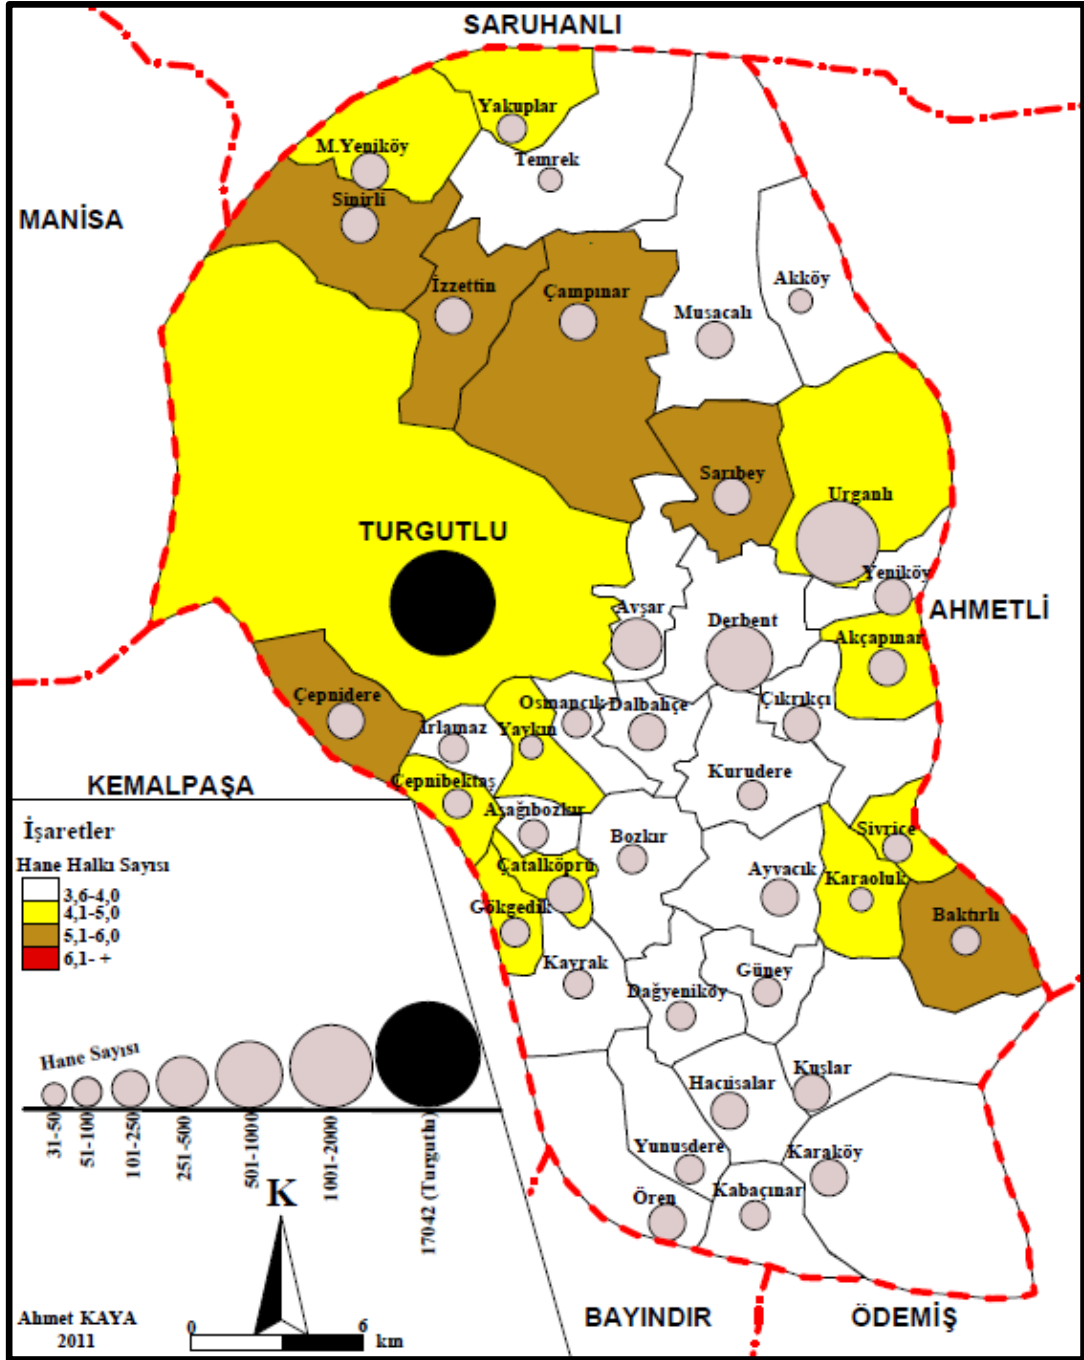 SARUHANLI
Yakuplar
M.Yeniköy
Temrek
Sinirli
MANİSA
İzzettin
Çampınar
Akköy
Musacalı
Sarıbey
Urganlı
TURGUTLU
Yeniköy
AHMETLİ
Avşar
Derbent
Akçapınar
Çepnidere
Osmancık
Dalbahçe
Çıkrıkçı
Irlamaz
Yaykın
Kurudere
KEMALPAŞA
Çepnibektaş
Aşağıbozkır
Bozkır
Sivrice
Çatalköprü
Ayvacık
Karaoluk
Gökgedik
Baktırlı
Kayrak
Güney
Dağyeniköy
Kuşlar
Hacıisalar
Yunusdere
Karaköy
Ören
Kabaçınar
BAYINDIR
ÖDEMİŞ
İşaretler
Hane Halkı Sayısı
3,6-4,0
4,1-5,0
5,1-6,0
6,1- +
Hane Sayısı
31-50
51-100
101-250
251-500
501-1000
1001-2000
17042 (Turgutlu)
K
Ahmet KAYA
2011
0
6
km